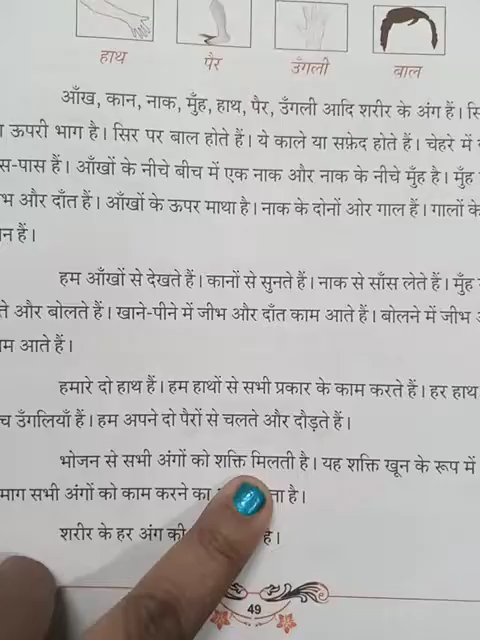 हाथ
पैर
उँगली
बाल
आँख, कान, नाक, मुँह, हाथ, पैर, उँगली आदि शरीर के अंग हैं।
ऊपरी भाग है। सिर पर बाल होते हैं। ये काले या सफ़ेद होते हैं। चेहरे में
स-पास हैं। आँखों के नीचे बीच में एक नाक और नाक के नीचे मुँह है। मुँह
भ और दाँत हैं। आँखों के ऊपर माथा है। नाक के दोनों ओर गाल हैं। गालों के
न हैं।
हम आँखों से देखते हैं। कानों से सुनते हैं। नाक से साँस लेते हैं। मुँह
ते और बोलते हैं। खाने-पीने में जीभ और दाँत काम आते हैं। बोलने में जीभ
म आते हैं।
हमारे दो हाथ हैं। हम हाथों से सभी प्रकार के काम करते हैं। हर हाथ
च उँगलियाँ हैं। हम अपने दो पैरों से चलते और दौड़ते हैं।
भोजन से सभी अंगों को शक्ति मिलती है। यह शक्ति खून के रूप में
माग सभी अंगों को काम करने का ता है।
शरीर के हर अंग की है।
49